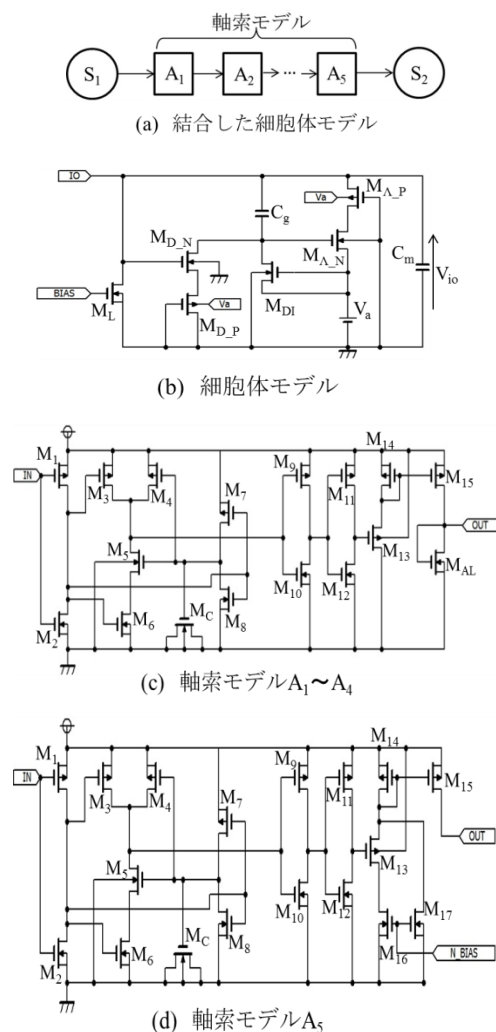 軸索モデル
S1 A1 A2 … A5 S2
(a) 結合した細胞体モデル
IO
Va
MΛ_P
Cg
MD_N
MΛ_N
Cm
Vio
BIAS
ML
Va
MDI
Va
MD_P
(b) 細胞体モデル
M1 M9 M11 M14
IN M3 M4 M7 M15
OUT
M5 M13
M10 M12 MAL
M2 M6 MC M8
(c) 軸索モデルA1〜A4
M1 M9 M11 M14
IN M3 M4 M7 M15
OUT
M5 M13
M10 M12 M17
M2 M6 MC M8 M16
N_BIAS
(d) 軸索モデルA5